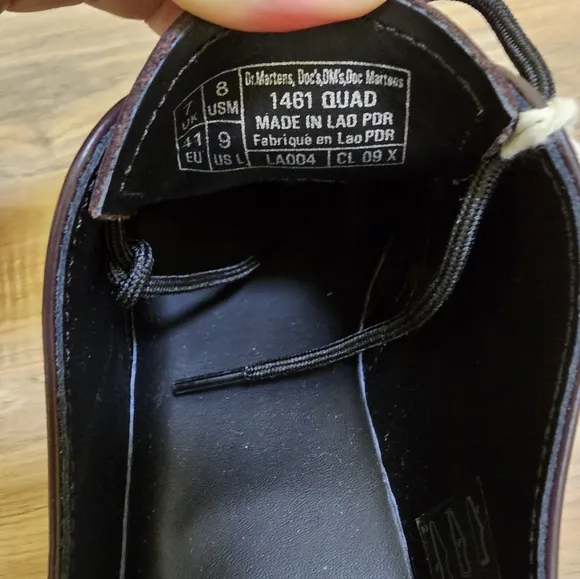 7 UK
8 USM
41 EU
9 US L
Dr.Martens, Doc's,DM's,Doc Martens
1461 QUAD
MADE IN LAO PDR
Fabriqué en Lao PDR
LA004 CL 09 X